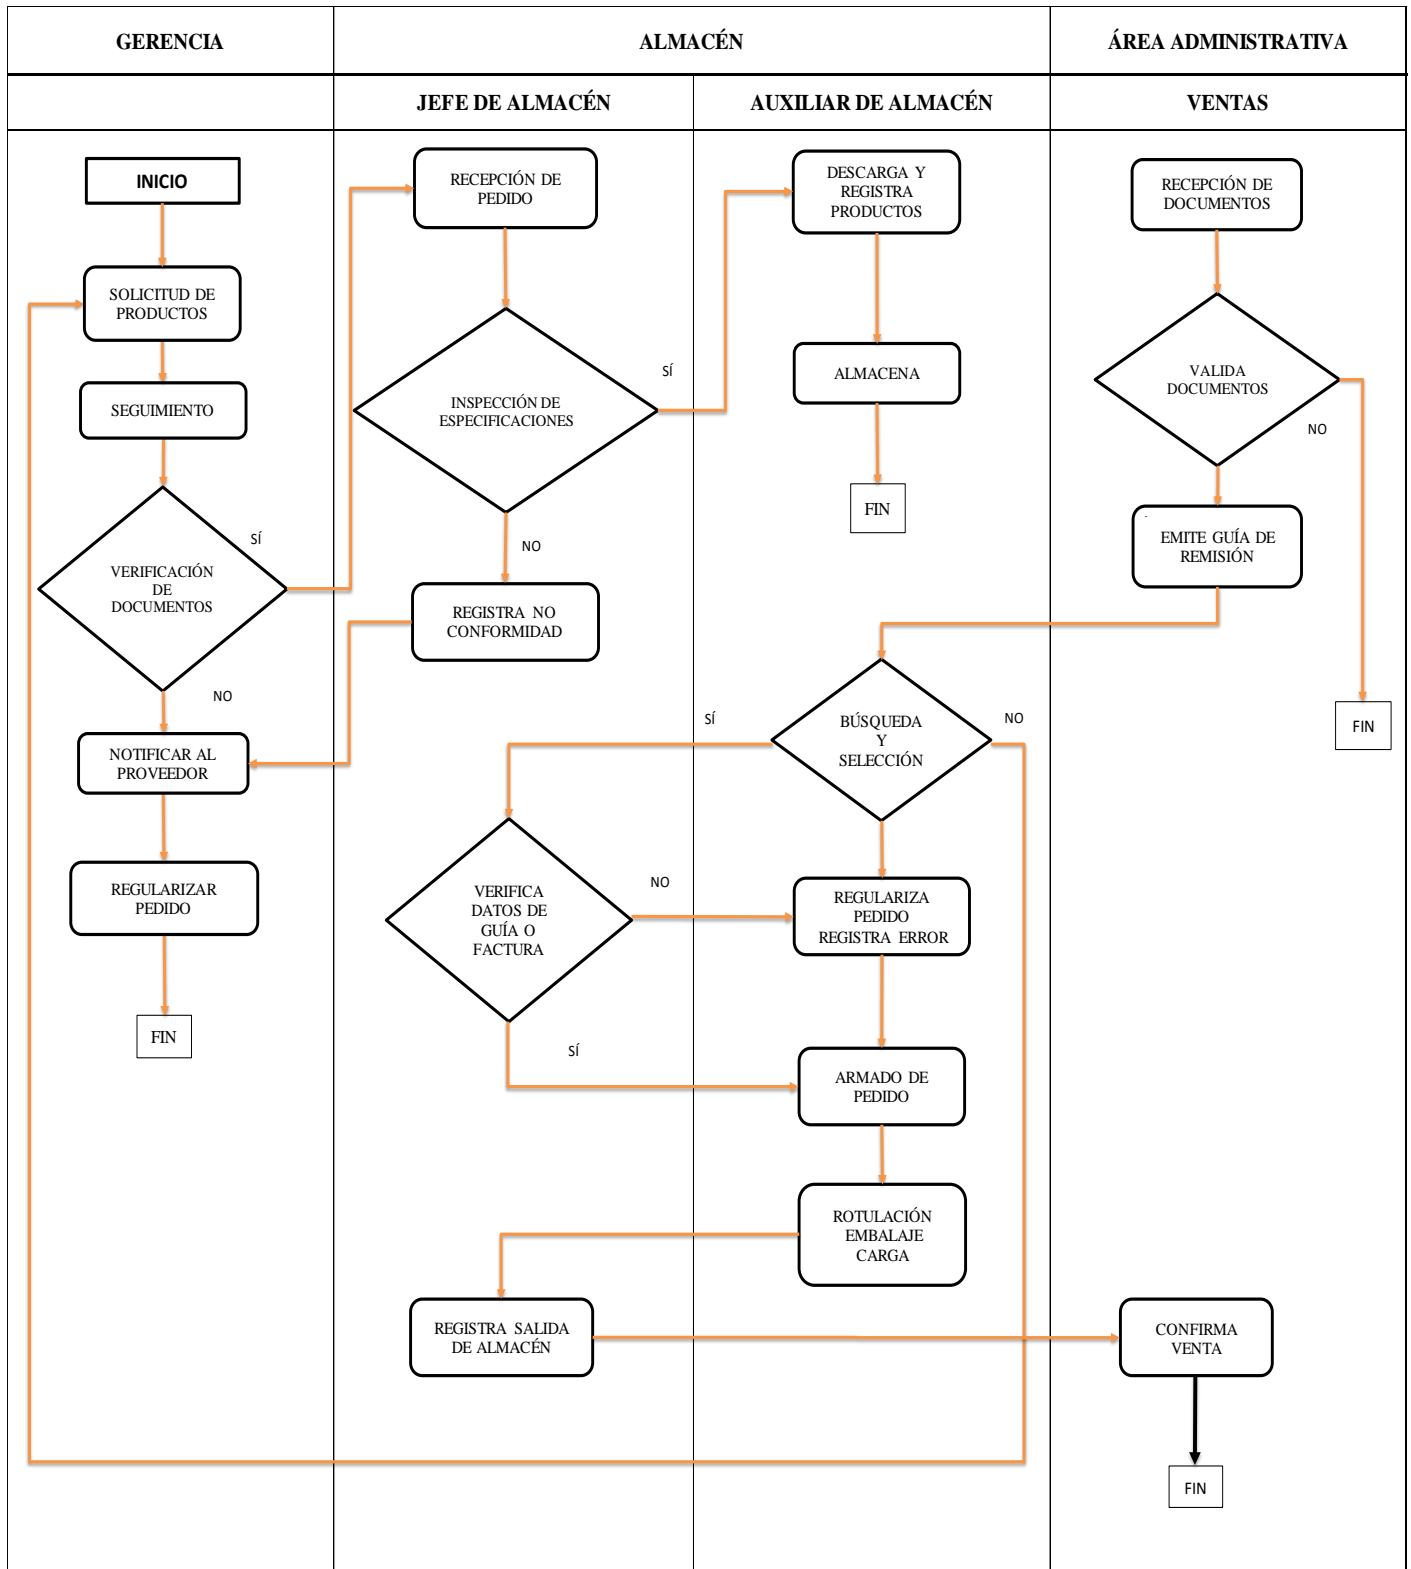 GERENCIA
ALMACÉN
ÁREA ADMINISTRATIVA
JEFE DE ALMACÉN
AUXILIAR DE ALMACÉN
VENTAS
INICIO
SOLICITUD DE
PRODUCTOS
SEGUIMIENTO
VERIFICACIÓN
DE
DOCUMENTOS
SÍ
NO
NOTIFICAR AL
PROVEEDOR
REGULARIZAR
PEDIDO
FIN
RECEPCIÓN DE
PEDIDO
INSPECCIÓN DE
ESPECIFICACIONES
SÍ
NO
REGISTRA NO
CONFORMIDAD
SÍ
VERIFICA
DATOS DE
GUÍA O
FACTURA
NO
SÍ
REGISTRA SALIDA
DE ALMACÉN
DESCARGA Y
REGISTRA
PRODUCTOS
ALMACENA
FIN
BÚSQUEDA
Y
SELECCIÓN
NO
REGULARIZA
PEDIDO
REGISTRA ERROR
ARMADO DE
PEDIDO
ROTULACIÓN
EMBALAJE
CARGA
RECEPCIÓN DE
DOCUMENTOS
VALIDA
DOCUMENTOS
NO
EMITE GUÍA DE
REMISIÓN
FIN
CONFIRMA
VENTA
FIN